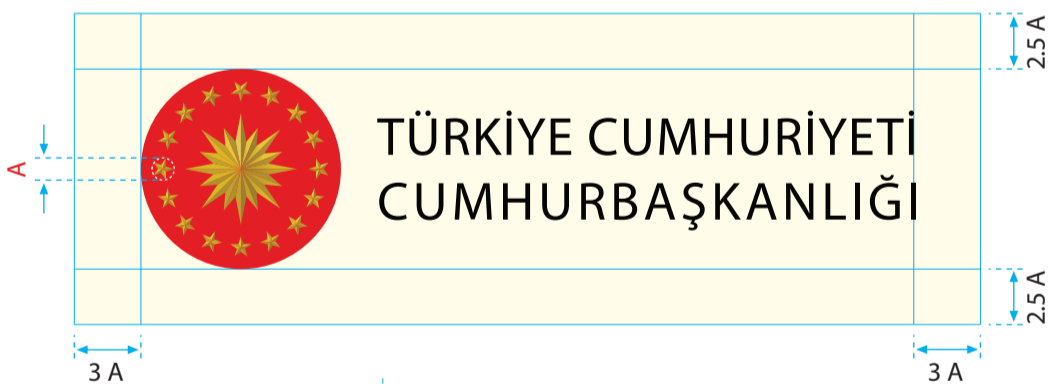 2.5 A
TÜRKİYE CUMHURİYETİ
A
CUMHURBAŞKANLIĞI
2.5 A
3 A
3 A